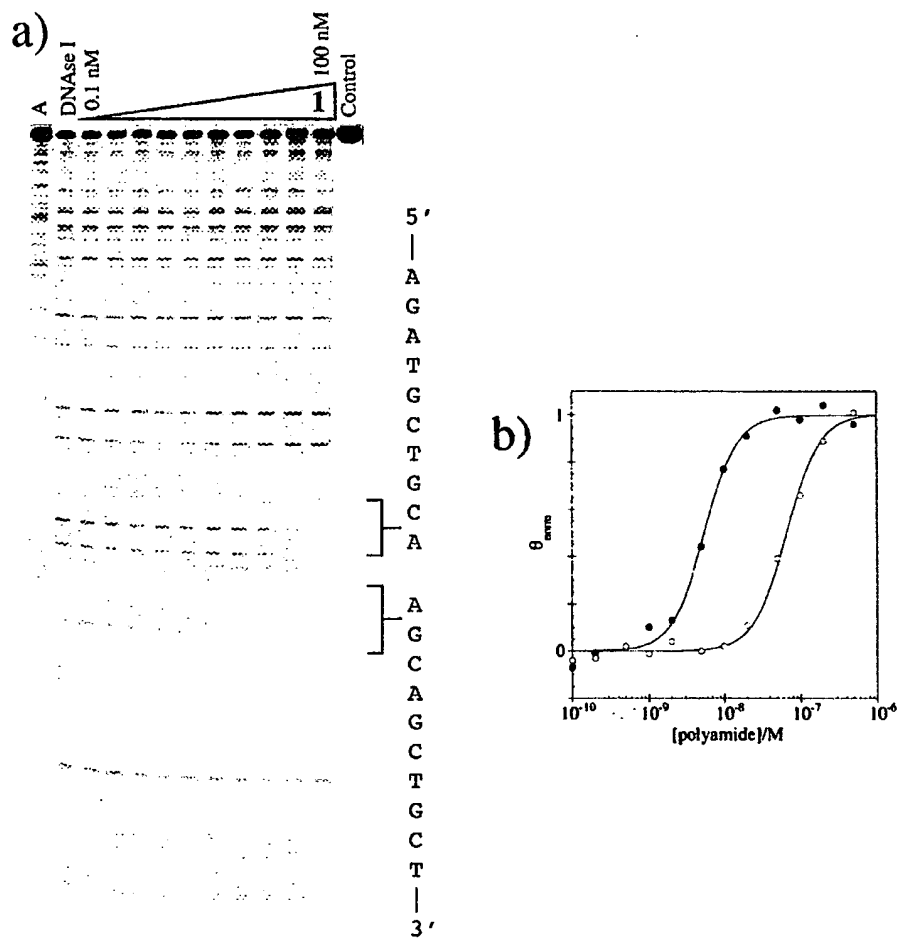 a)
A
DNAse I
0.1 nM
100 nM
Control
1
5'
A
G
A
T
G
C
T
G
C
A
A
G
C
A
G
C
T
G
C
T
3'
b)
1
0
θnorm
10-10
10-9
10-8
10-7
10-6
[polyamide]/M